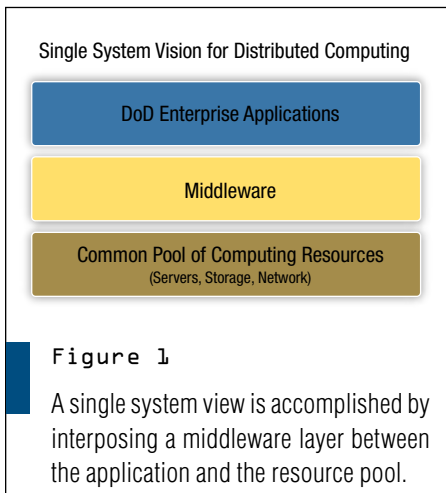 Single System Vision for Distributed Computing
DoD Enterprise Applications
Middleware
Common Pool of Computing Resources
(Servers, Storage, Network)
Figure 1
A single system view is accomplished by
interposing a middleware layer between
the application and the resource pool.